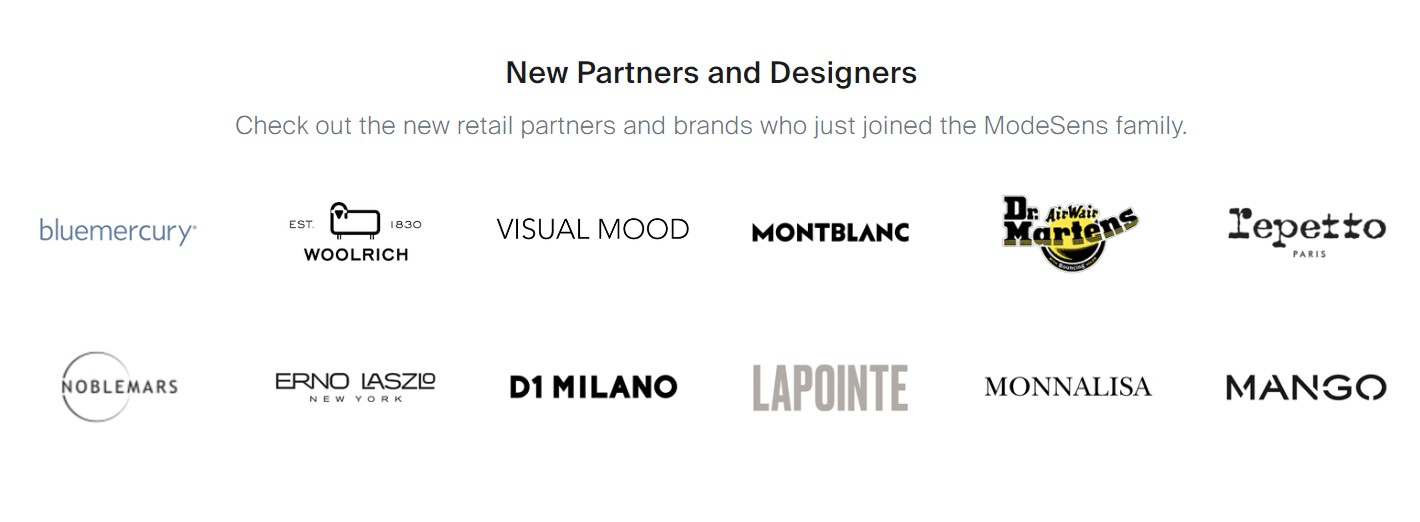 New Partners and Designers
Check out the new retail partners and brands who just joined the ModeSens family.
bluemercury
EST. 1830
WOOLRICH
VISUAL MOOD
MONTBLANC
Dr. Martens
AirWair
Bouncing
repetto
PARIS
NOBLEMARS
ERNO LASZLO
NEW YORK
D1 MILANO
LAPOINTE
MONNALISA
MANGO